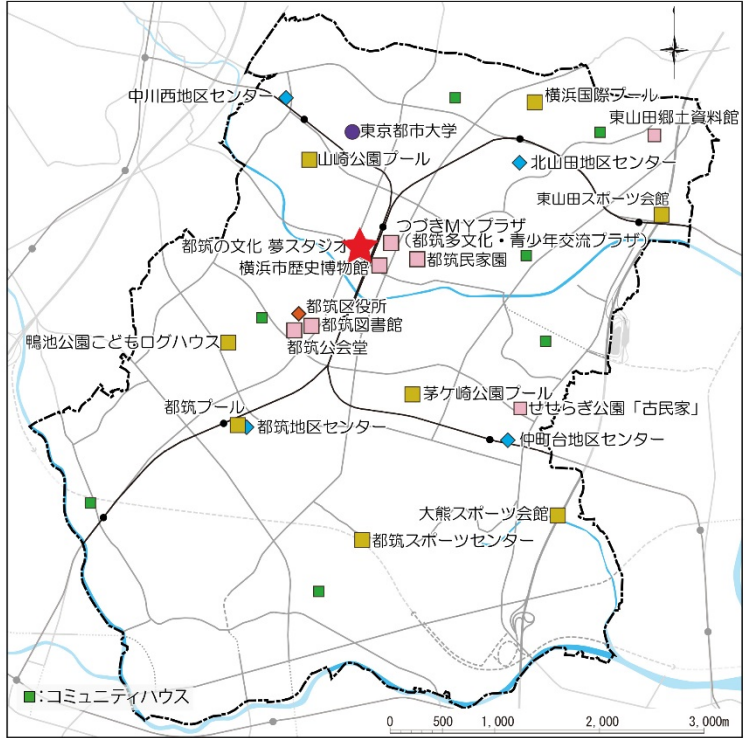 中川西地区センター
横浜国際プール
東山田郷土資料館
東京都市大学
山崎公園プール
北山田地区センター
東山田スポーツ会館
つづきMYプラザ
(都筑多文化・青少年交流プラザ)
都筑の文化 夢スタジオ
横浜市歴史博物館
都筑民家園
都筑区役所
都筑図書館
都筑公会堂
鴨池公園こどもログハウス
茅ケ崎公園プール
せせらぎ公園「古民家」
都筑プール
都筑地区センター
仲町台地区センター
大熊スポーツ会館
都筑スポーツセンター
:コミュニティハウス
0 500 1,000 2,000 3,000m